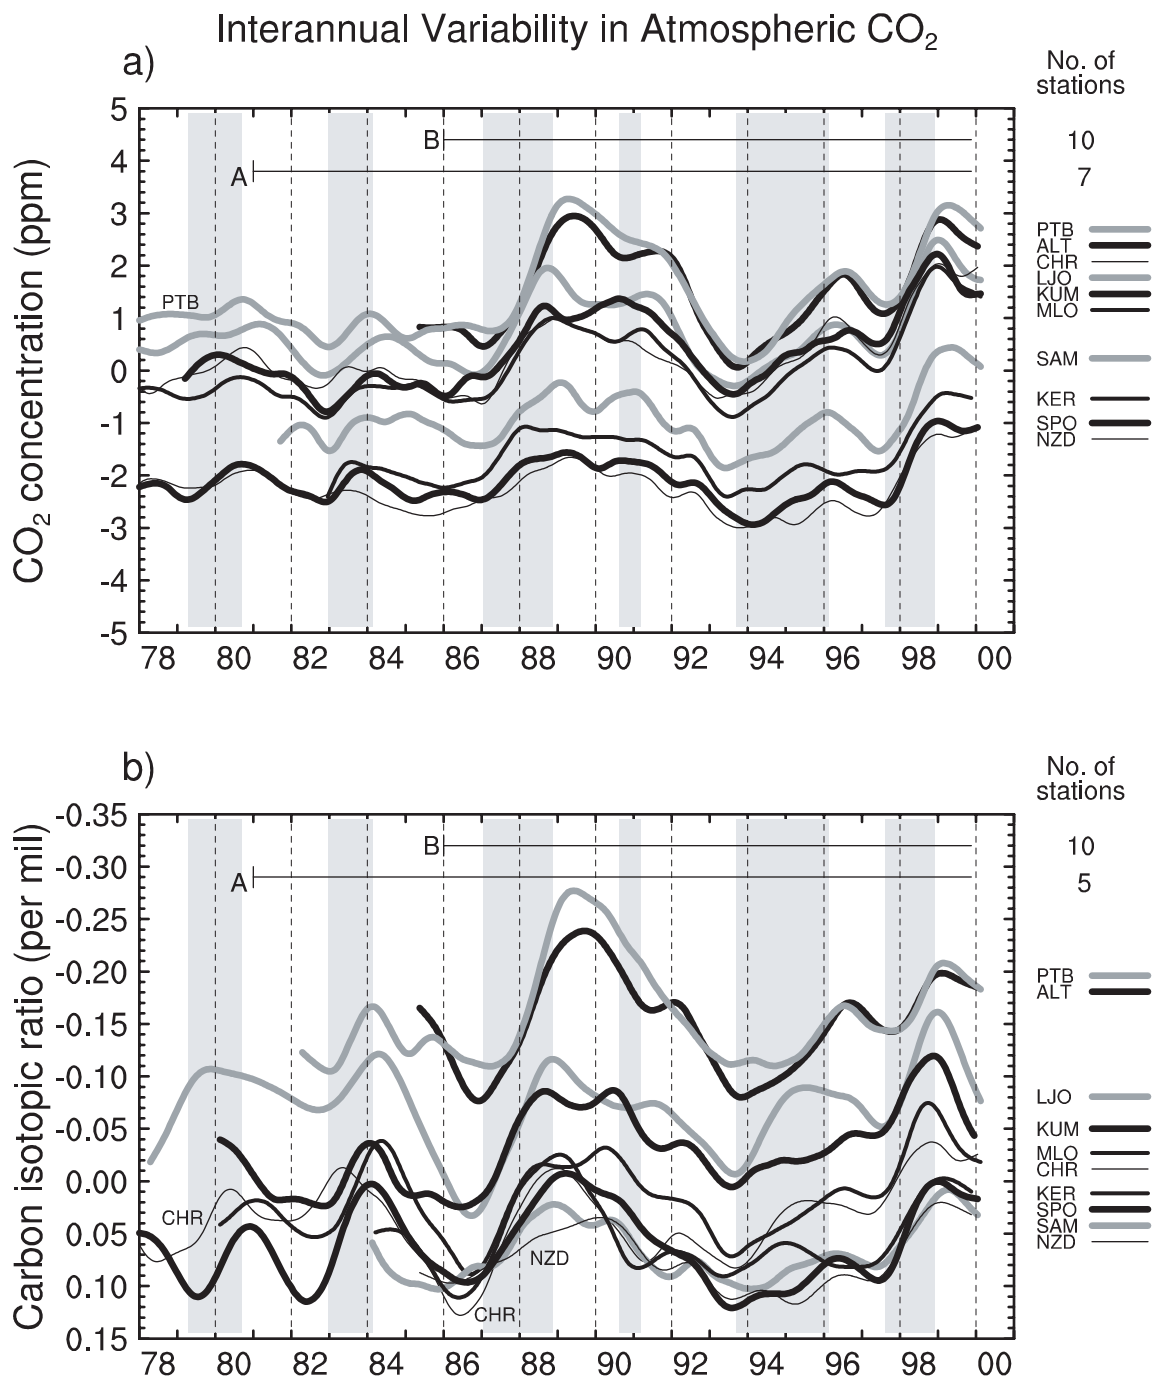 Interannual Variability in Atmospheric CO2
a)
No. of
stations
CO2 concentration (ppm)
5
4
3
2
1
0
-1
-2
-3
-4
-5
B
10
A
7
PTB
PTB
ALT
CHR
LJO
KUM
MLO
SAM
KER
SPO
NZD
78 80 82 84 86 88 90 92 94 96 98 00
b)
No. of
stations
Carbon isotopic ratio (per mil)
-0.35
-0.30
-0.25
-0.20
-0.15
-0.10
-0.05
0.00
0.05
0.10
0.15
B
10
A
5
CHR
NZD
CHR
PTB
ALT
LJO
KUM
MLO
CHR
KER
SPO
SAM
NZD
78 80 82 84 86 88 90 92 94 96 98 00